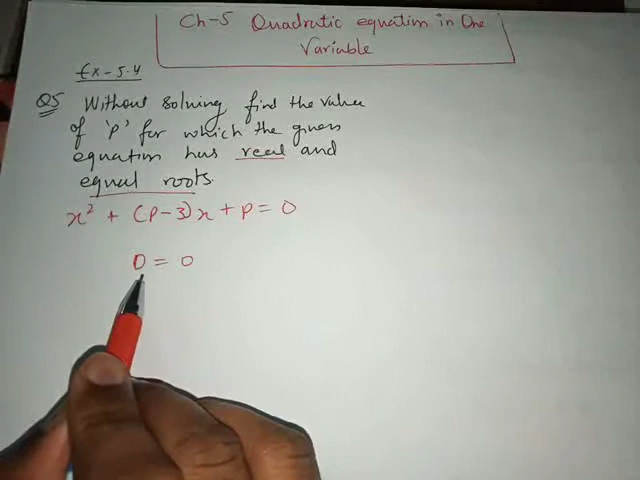 Ch-5 Quadratic equation in One
Variable
Ex-5.4
Q5 Without solving, find the value
of 'p' for which the given
equation has real and
equal roots.
x² + (p-3)x + p = 0
D = 0